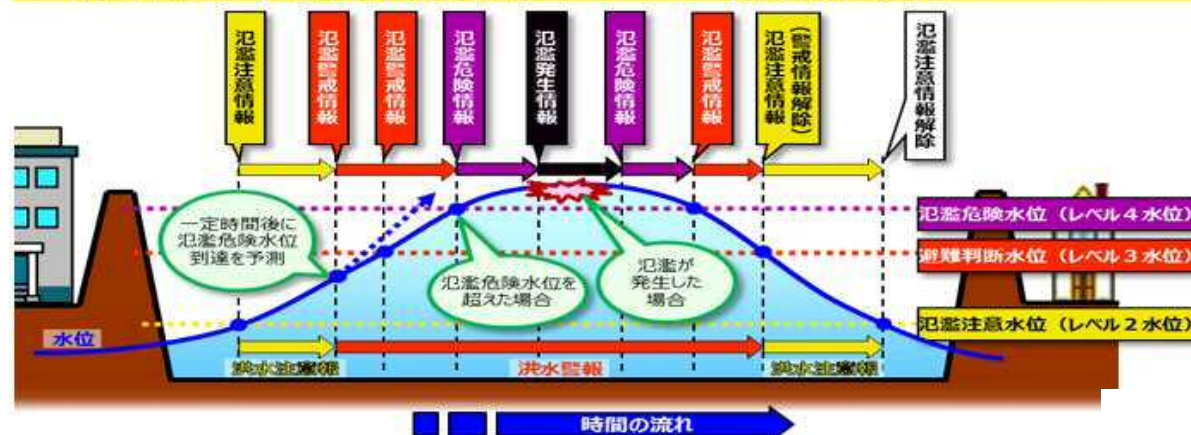 氾濫注意情報
氾濫警戒情報
氾濫警戒情報
氾濫危険情報
氾濫発生情報
氾濫危険情報
氾濫警戒情報
氾濫注意情報
(警戒情報解除)
氾濫注意情報解除
一定時間後に
氾濫危険水位
到達を予測
氾濫危険水位を
超えた場合
氾濫が
発生した
場合
氾濫危険水位(レベル4水位)
避難判断水位(レベル3水位)
氾濫注意水位(レベル2水位)
水位
洪水注意報
洪水警報
洪水注意報
時間の流れ